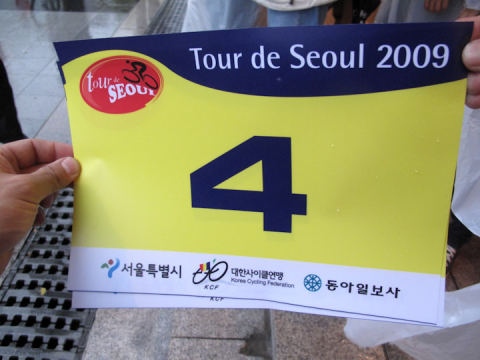 Tour de Seoul 2009
tour de
SEOUL
4
서울특별시
KCF
대한사이클연맹
Korea Cycling Federation
동아일보사
KCF